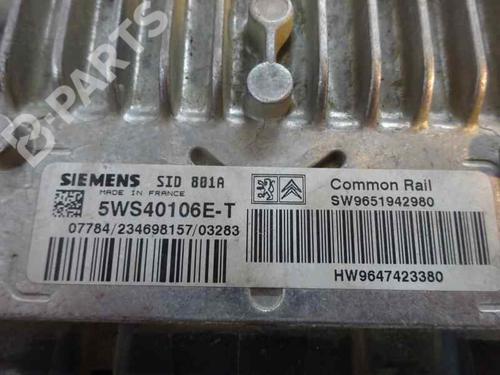 B-PARTS
SIEMENS SID 801A
MADE IN FRANCE
5WS40106E-T
07784/234698157/03283
Common Rail
SW9651942980
HW9647423380